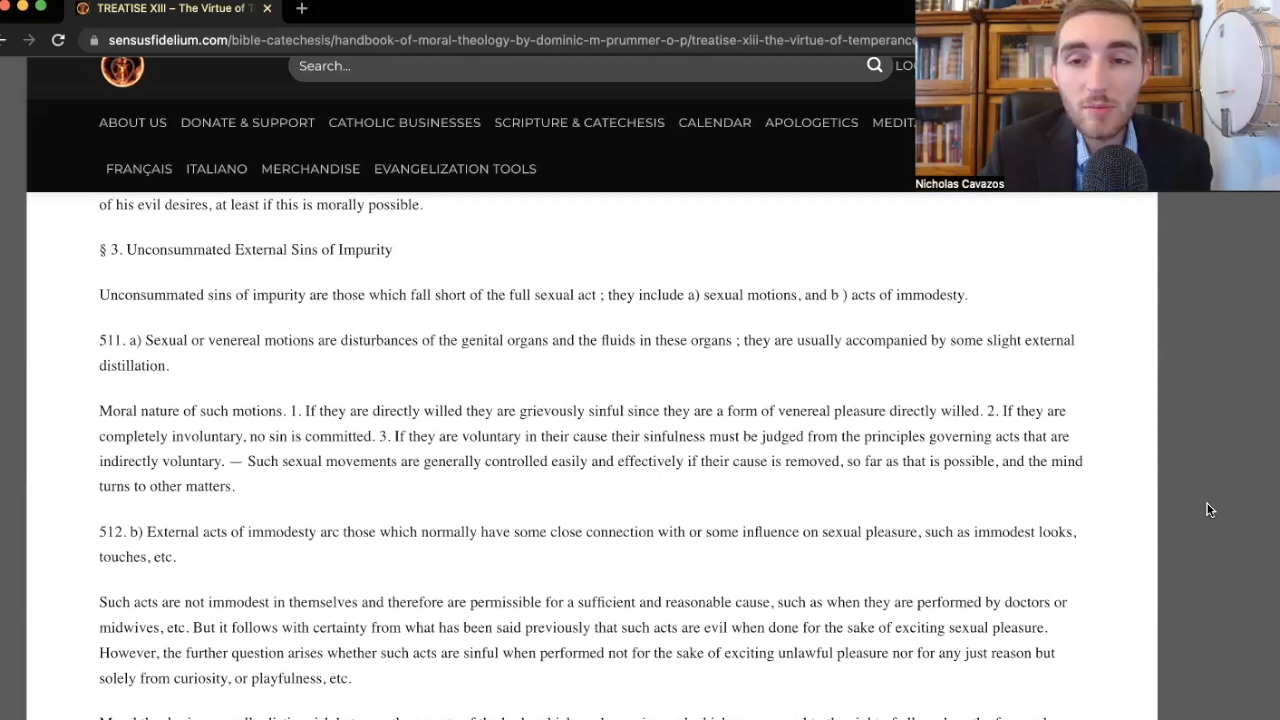 TREATISE XIII – The Virtue of T
sensusfidelium.com/bible-catechesis/handbook-of-moral-theology-by-dominic-m-prummer-o-p/treatise-xiii-the-virtue-of-temperance
Search...
LO
ABOUT US DONATE & SUPPORT CATHOLIC BUSINESSES SCRIPTURE & CATECHESIS CALENDAR APOLOGETICS MEDITA
FRANÇAIS ITALIANO MERCHANDISE EVANGELIZATION TOOLS
Nicholas Cavazos
of his evil desires, at least if this is morally possible.
§ 3. Unconsummated External Sins of Impurity
Unconsummated sins of impurity are those which fall short of the full sexual act ; they include a) sexual motions, and b ) acts of immodesty.
511. a) Sexual or venereal motions are disturbances of the genital organs and the fluids in these organs ; they are usually accompanied by some slight external
distillation.
Moral nature of such motions. 1. If they are directly willed they are grievously sinful since they are a form of venereal pleasure directly willed. 2. If they are
completely involuntary, no sin is committed. 3. If they are voluntary in their cause their sinfulness must be judged from the principles governing acts that are
indirectly voluntary. — Such sexual movements are generally controlled easily and effectively if their cause is removed, so far as that is possible, and the mind
turns to other matters.
512. b) External acts of immodesty arc those which normally have some close connection with or some influence on sexual pleasure, such as immodest looks,
touches, etc.
Such acts are not immodest in themselves and therefore are permissible for a sufficient and reasonable cause, such as when they are performed by doctors or
midwives, etc. But it follows with certainty from what has been said previously that such acts are evil when done for the sake of exciting sexual pleasure.
However, the further question arises whether such acts are sinful when performed not for the sake of exciting unlawful pleasure nor for any just reason but
solely from curiosity, or playfulness, etc.